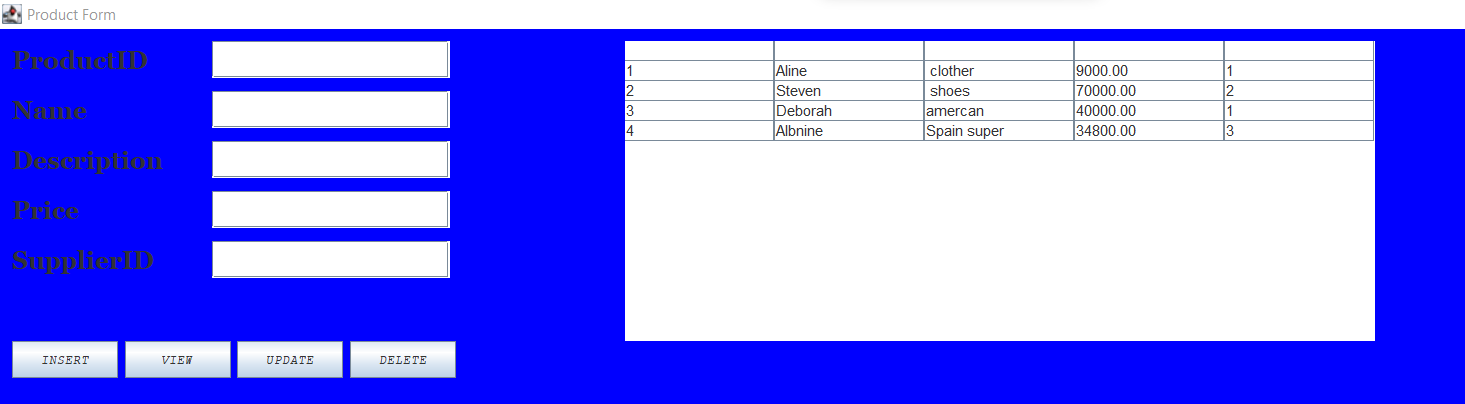 Product Form
ProductID
Name
Description
Price
SupplierID
INSERT VIEW UPDATE DELETE
1 Aline clother 9000.00 1
2 Steven shoes 70000.00 2
3 Deborah amercan 40000.00 1
4 Albnine Spain super 34800.00 3